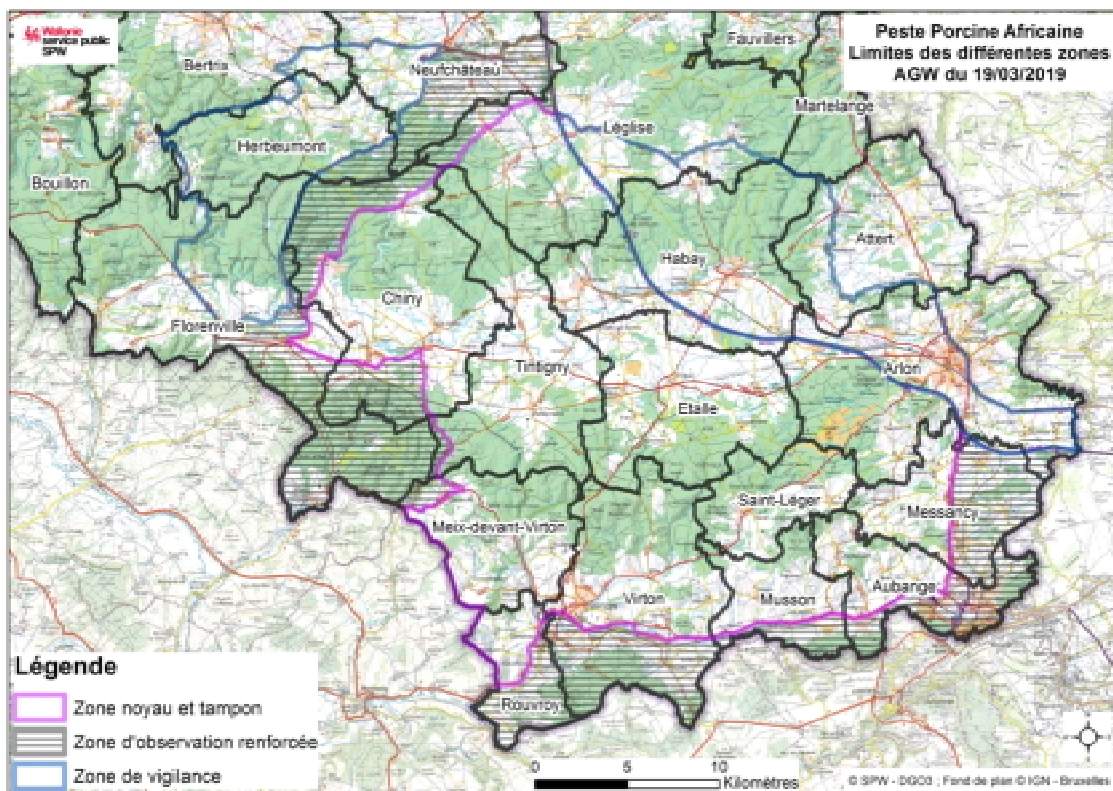 Wallonie
service public
SPW
Peste Porcine Africaine
Limites des différentes zones
AGW du 19/03/2019
Fauvillers
Bertrix
Neufchâteau
Martelange
Léglise
Herbeumont
Bouillon
Attert
Habay
Chiny
Florenville
Tintigny
Arlon
Etalle
Saint-Léger
Messancy
Meix-devant-Virton
Aubange
Virton
Musson
Rouvroy
Légende
Zone noyau et tampon
Zone d'observation renforcée
Zone de vigilance
0 5 10
Kilomètres
© SPW - DGO3 ; Fond de plan © IGN - Bruxelles